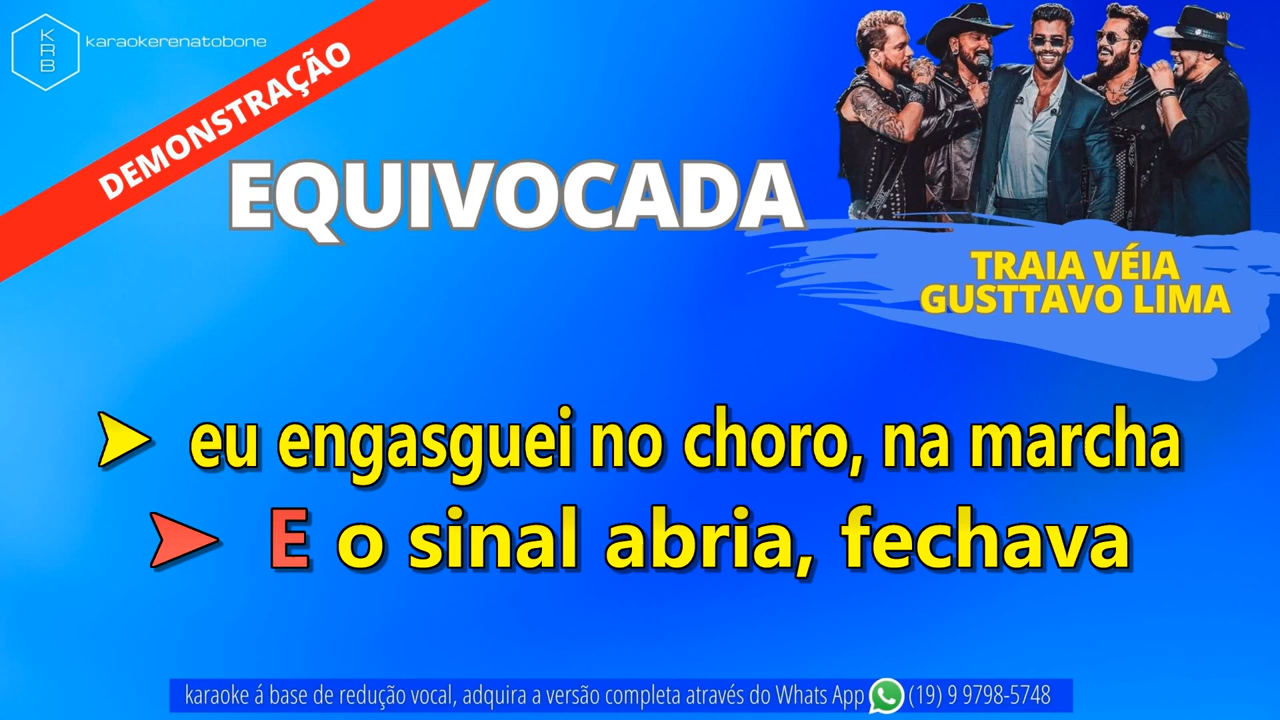 KRB
karaokerenatobone
DEMONSTRAÇÃO
EQUIVOCADA
TRAIA VÉIA
GUSTTAVO LIMA
eu engasguei no choro, na marcha
E o sinal abria, fechava
karaoke á base de redução vocal, adquira a versão completa através do Whats App (19) 9 9798-5748